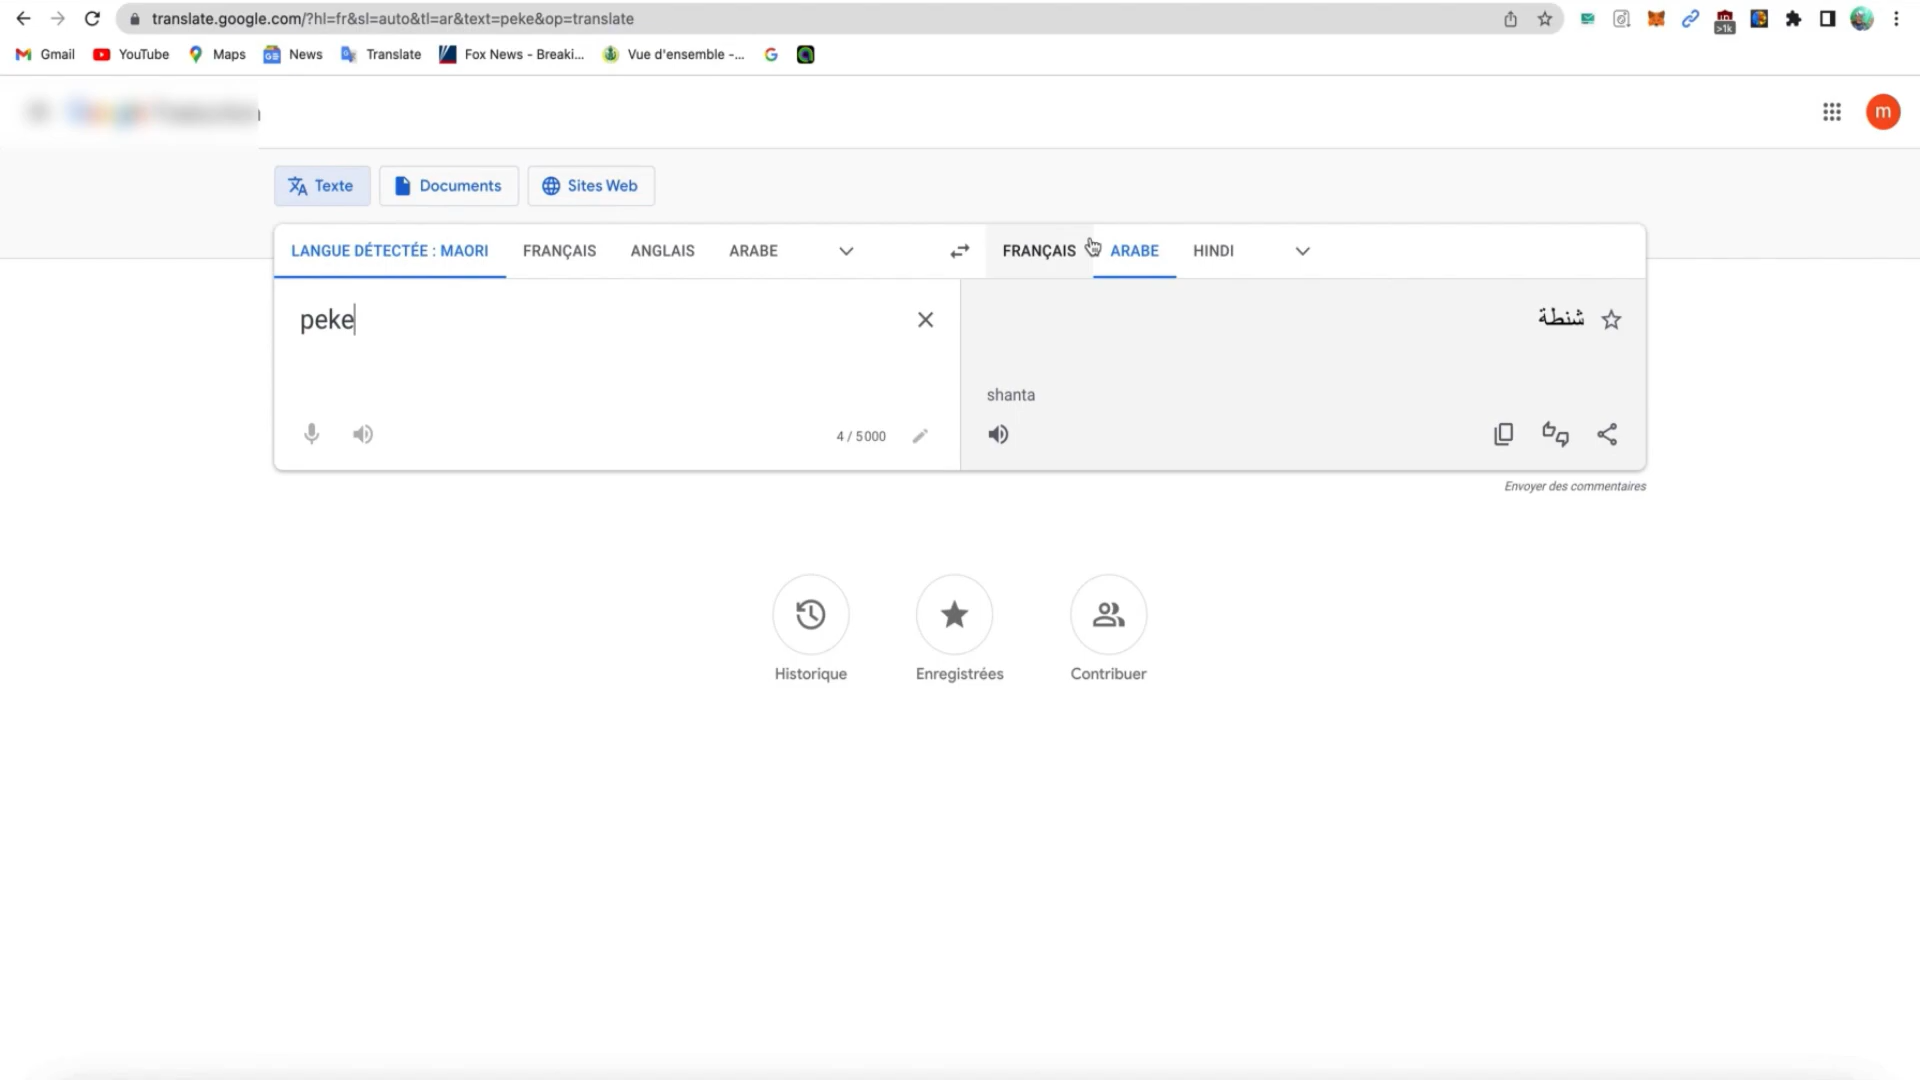 translate.google.com/?hl=fr&sl=auto&tl=ar&text=peke&op=translate
>1k
Gmail YouTube Maps News Translate Fox News - Breaki... Vue d'ensemble -...
m
Texte Documents Sites Web
LANGUE DÉTECTÉE : MAORI FRANÇAIS ANGLAIS ARABE FRANÇAIS ARABE HINDI
peke
شنطة
shanta
4 / 5000
Envoyer des commentaires
Historique Enregistrées Contribuer